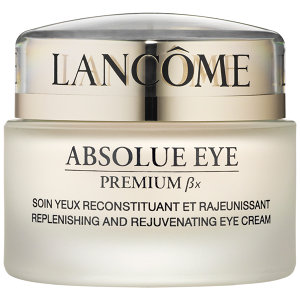 LANCÔME
ABSOLUE EYE
PREMIUM βx
SOIN YEUX RECONSTITUANT ET RAJEUNISSANT
REPLENISHING AND REJUVENATING EYE CREAM